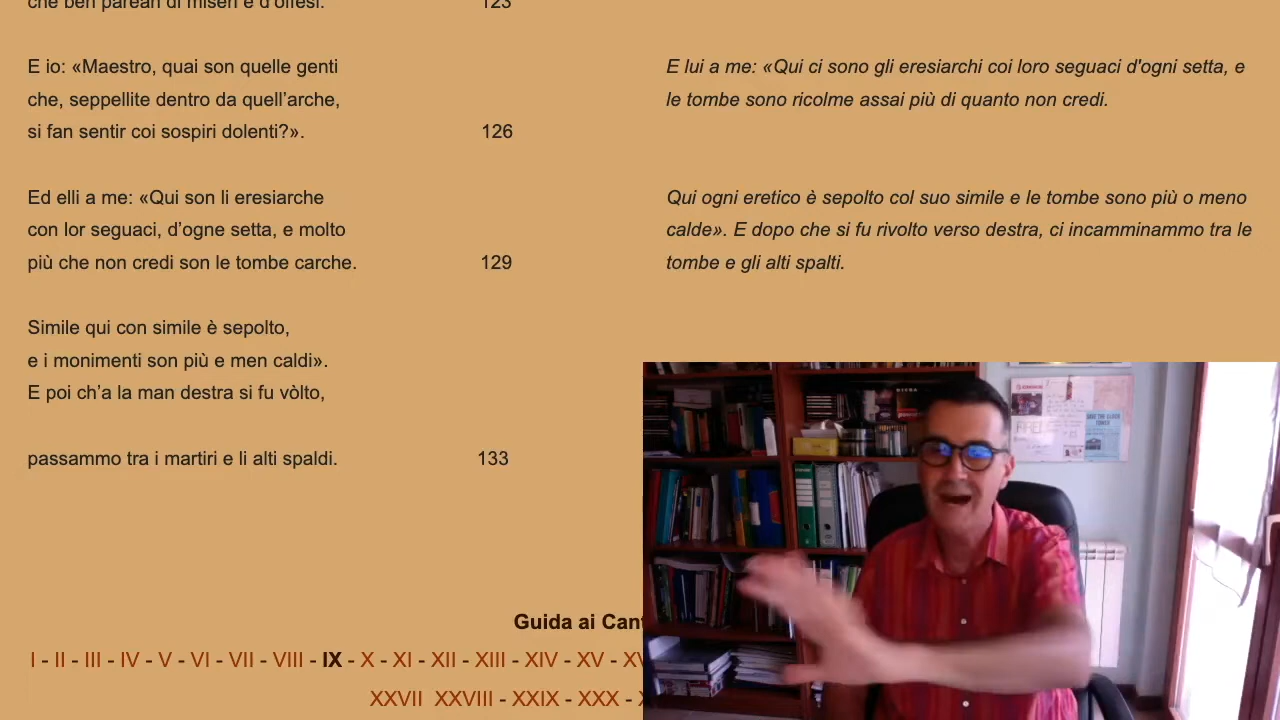 che ben parean di miseri e d'offesi. 123
E io: «Maestro, quai son quelle genti
che, seppellite dentro da quell’arche,
si fan sentir coi sospiri dolenti?». 126
Ed elli a me: «Qui son li eresiarche
con lor seguaci, d’ogne setta, e molto
più che non credi son le tombe carche. 129
Simile qui con simile è sepolto,
e i monimenti son più e men caldi».
E poi ch’a la man destra si fu vòlto,
passammo tra i martiri e li alti spaldi. 133
E lui a me: «Qui ci sono gli eresiarchi coi loro seguaci d'ogni setta, e
le tombe sono ricolme assai più di quanto non credi.
Qui ogni eretico è sepolto col suo simile e le tombe sono più o meno
calde». E dopo che si fu rivolto verso destra, ci incamminammo tra le
tombe e gli alti spalti.
Guida ai
I - II - III - IV - V - VI - VII - VIII - IX - X - XI - XII - XIII - XIV - XV -
XXVII XXVIII - XXIX - XXX -